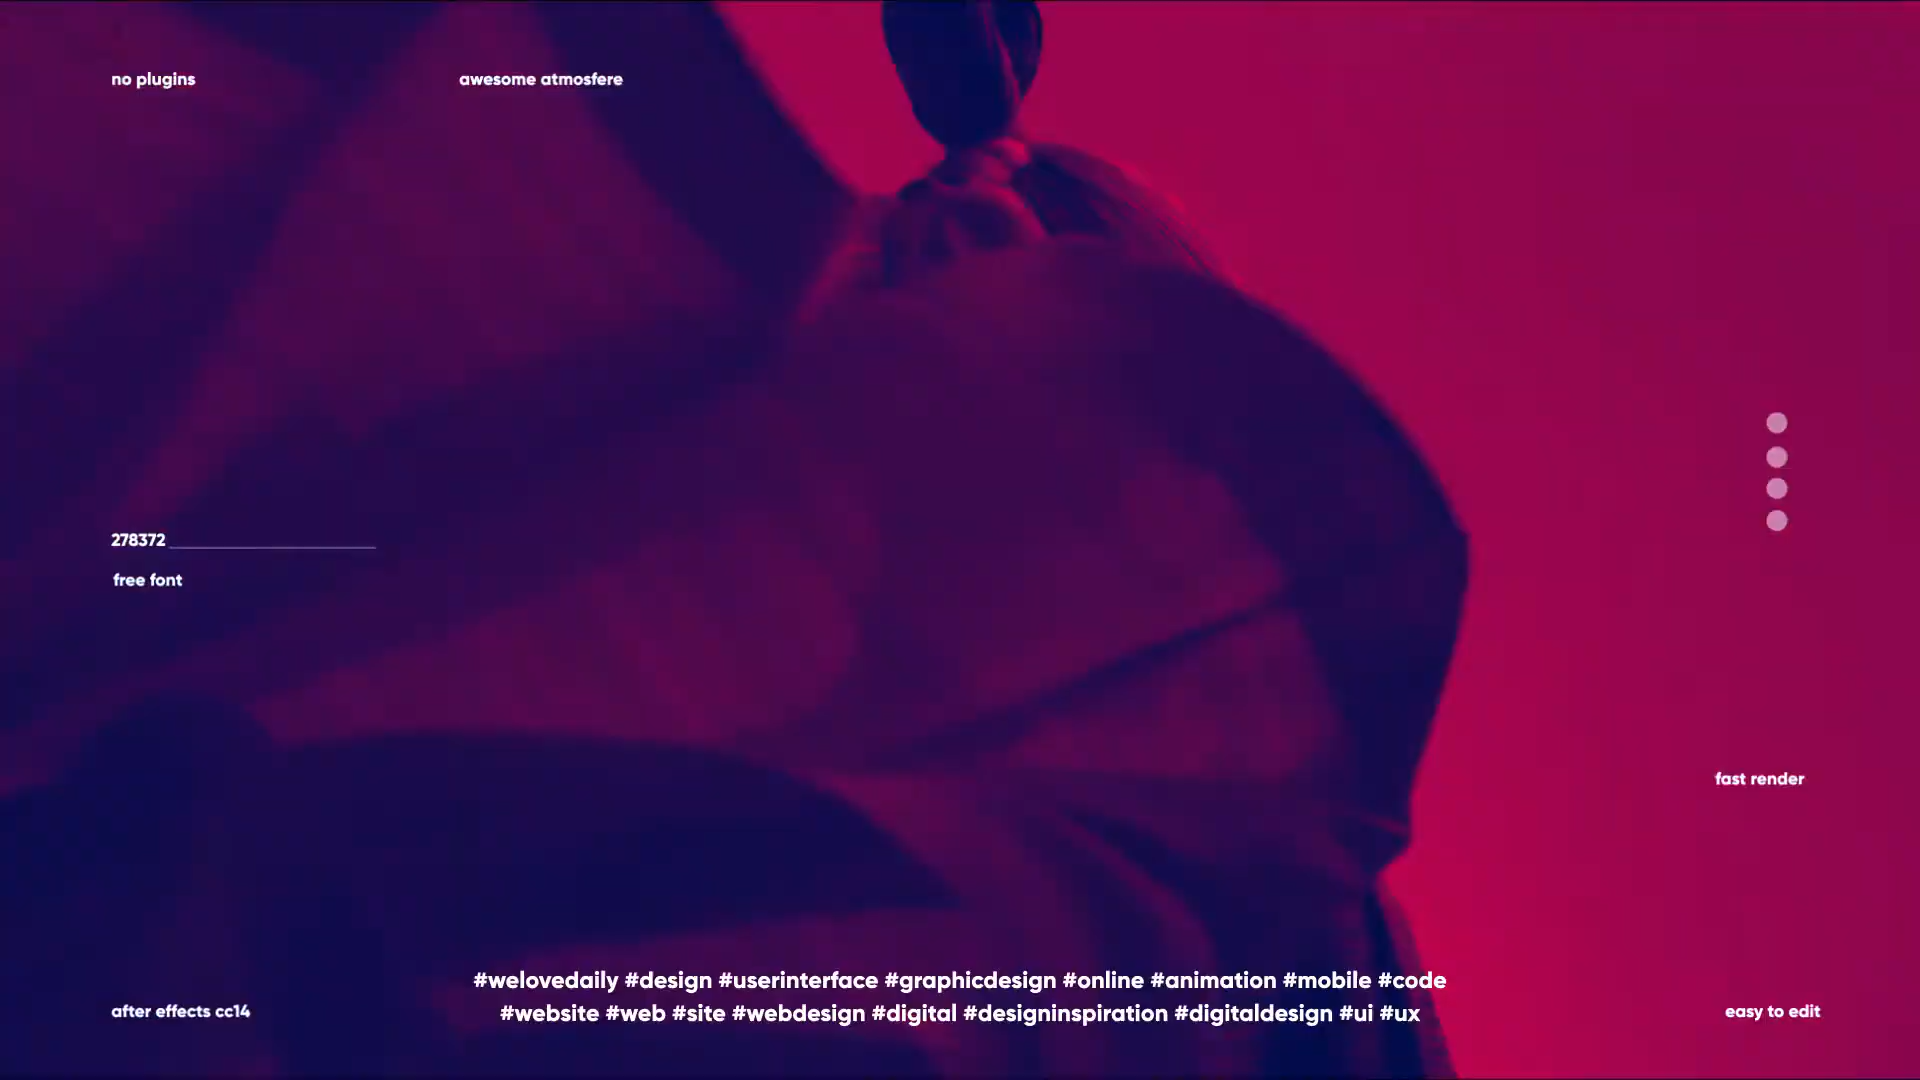 no plugins
awesome atmosfere
278372
free font
fast render
#welovedaily #design #userinterface #graphicdesign #online #animation #mobile #code
#website #web #site #webdesign #digital #designinspiration #digitaldesign #ui #ux
after effects cc14
easy to edit